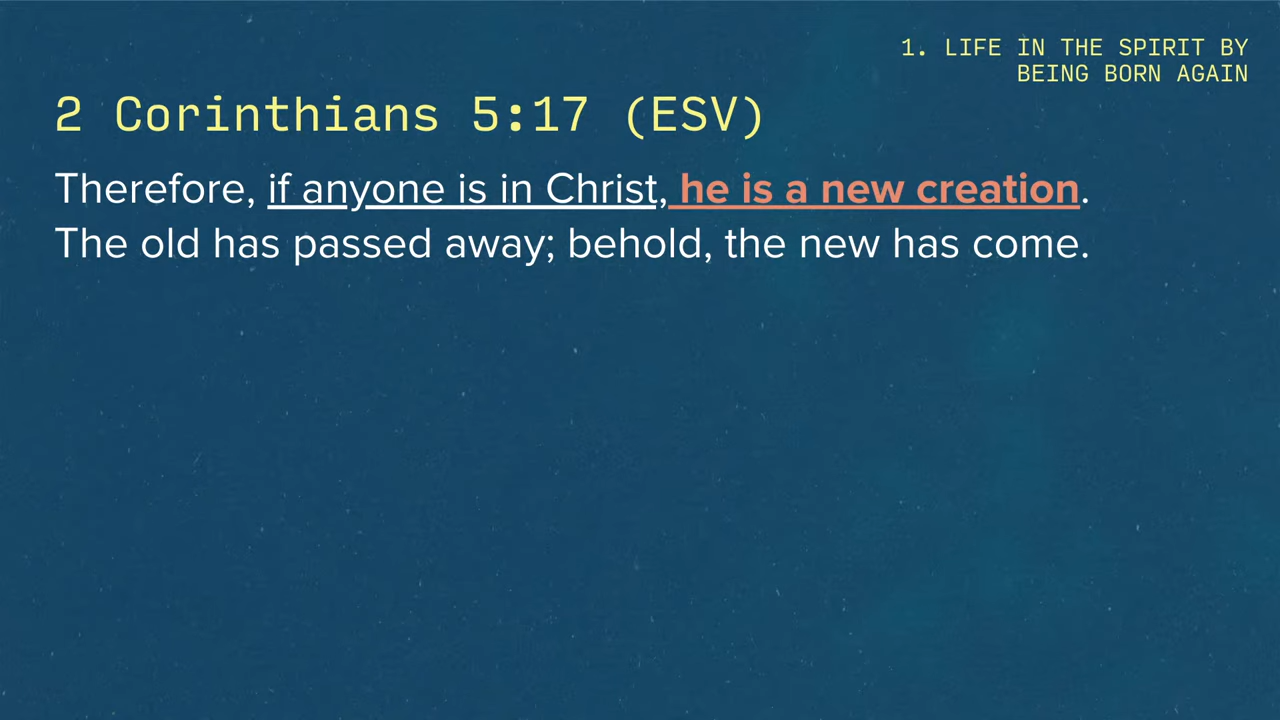 1. LIFE IN THE SPIRIT BY
BEING BORN AGAIN
2 Corinthians 5:17 (ESV)
Therefore, if anyone is in Christ, he is a new creation.
The old has passed away; behold, the new has come.